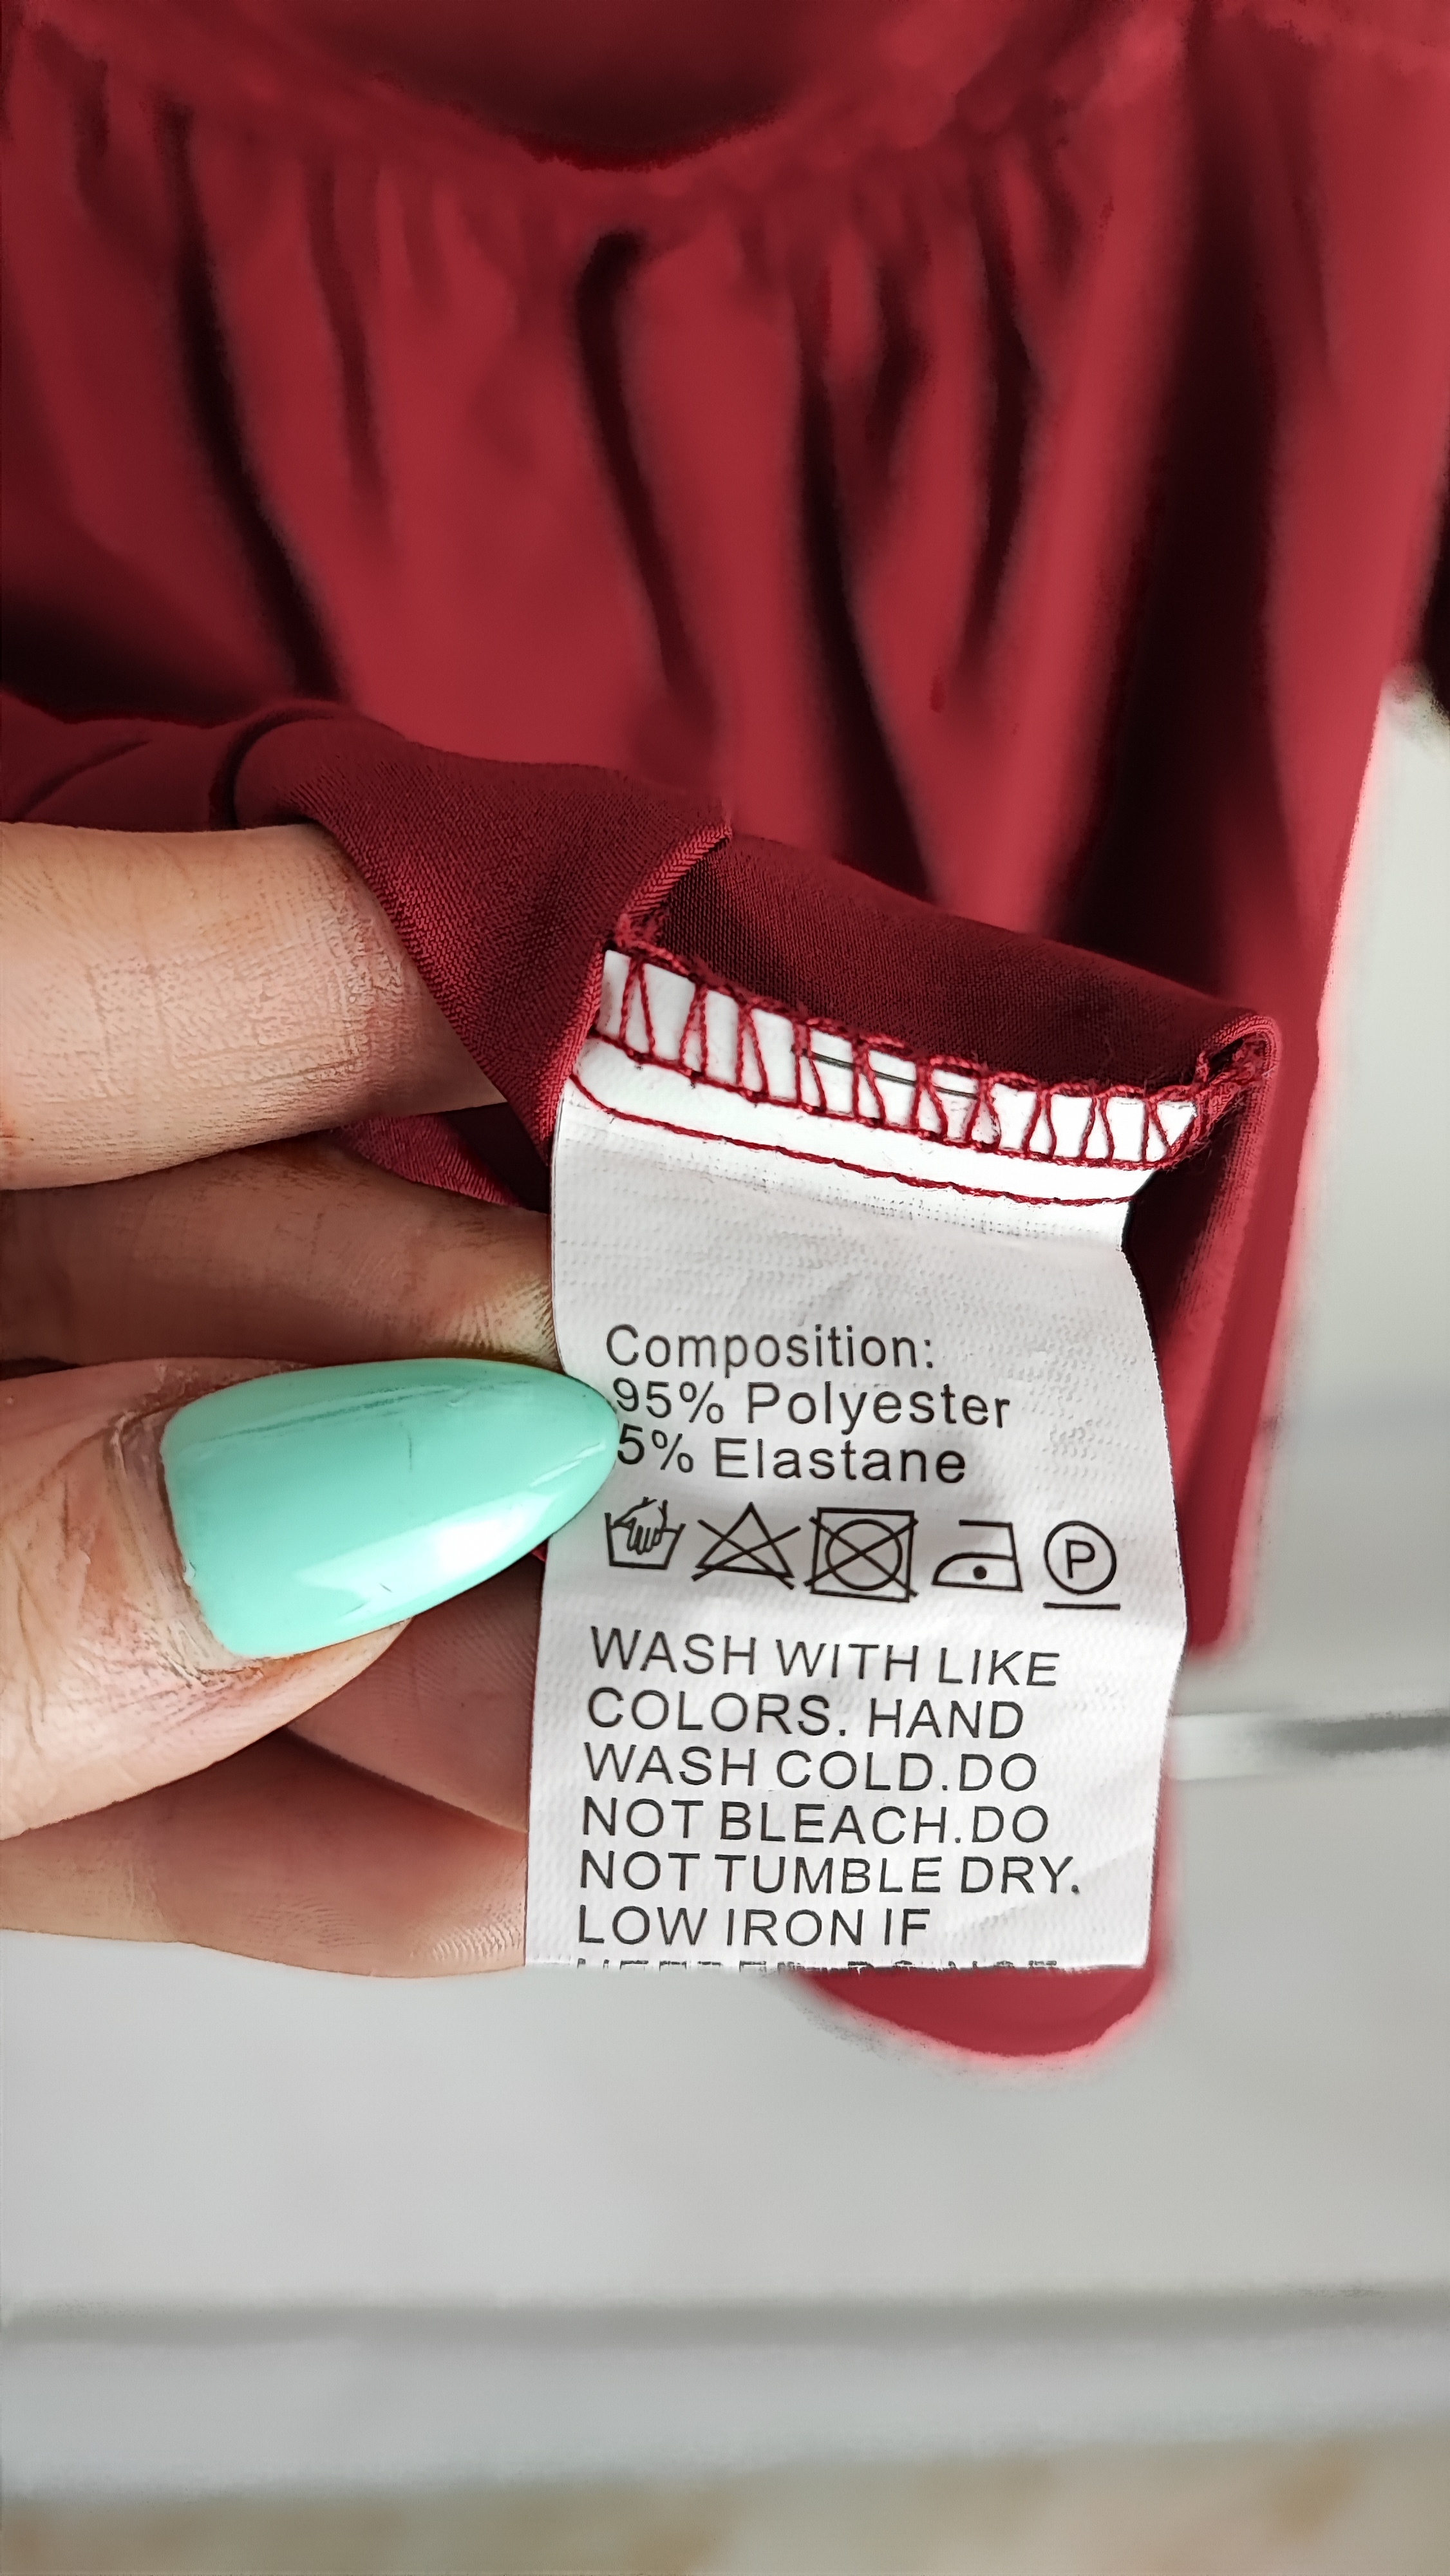 Composition:
95% Polyester
5% Elastane
P
WASH WITH LIKE
COLORS. HAND
WASH COLD.DO
NOT BLEACH.DO
NOT TUMBLE DRY.
LOW IRON IF